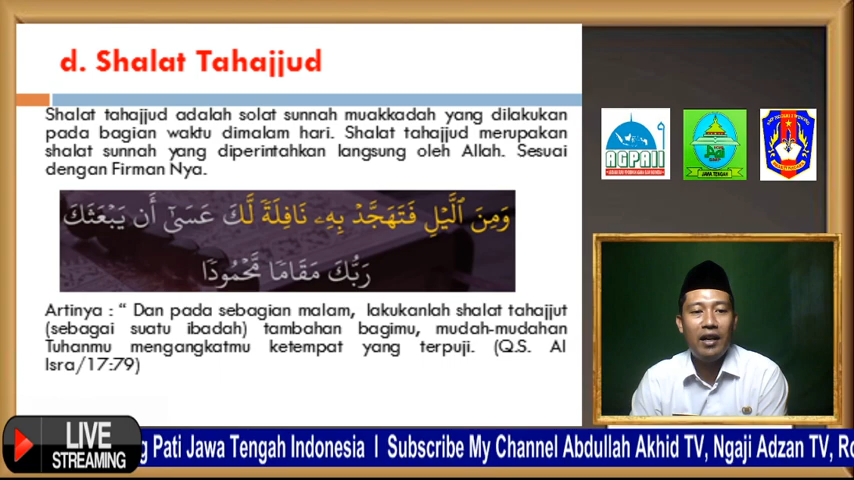 d. Shalat Tahajjud
Shalat tahajjud adalah solat sunnah muakkadah yang dilakukan
pada bagian waktu dimalam hari. Shalat tahajjud merupakan
shalat sunnah yang diperintahkan langsung oleh Allah. Sesuai
dengan Firman Nya.
وَمِنَ ٱلَّيْلِ فَتَهَجَّدْ بِهِۦ نَافِلَةً لَّكَ عَسَىٰٓ أَن يَبْعَثَكَ
رَبُّكَ مَقَامًا مَّحْمُودًا
Artinya : “ Dan pada sebagian malam, lakukanlah shalat tahajjut
(sebagai suatu ibadah) tambahan bagimu, mudah-mudahan
Tuhanmu mengangkatmu ketempat yang terpuji. (Q.S. Al
Isra/17:79)
AGPAII
JAWA TENGAH
LIVE
STREAMING
g Pati Jawa Tengah Indonesia I Subscribe My Channel Abdullah Akhid TV, Ngaji Adzan TV, Ro